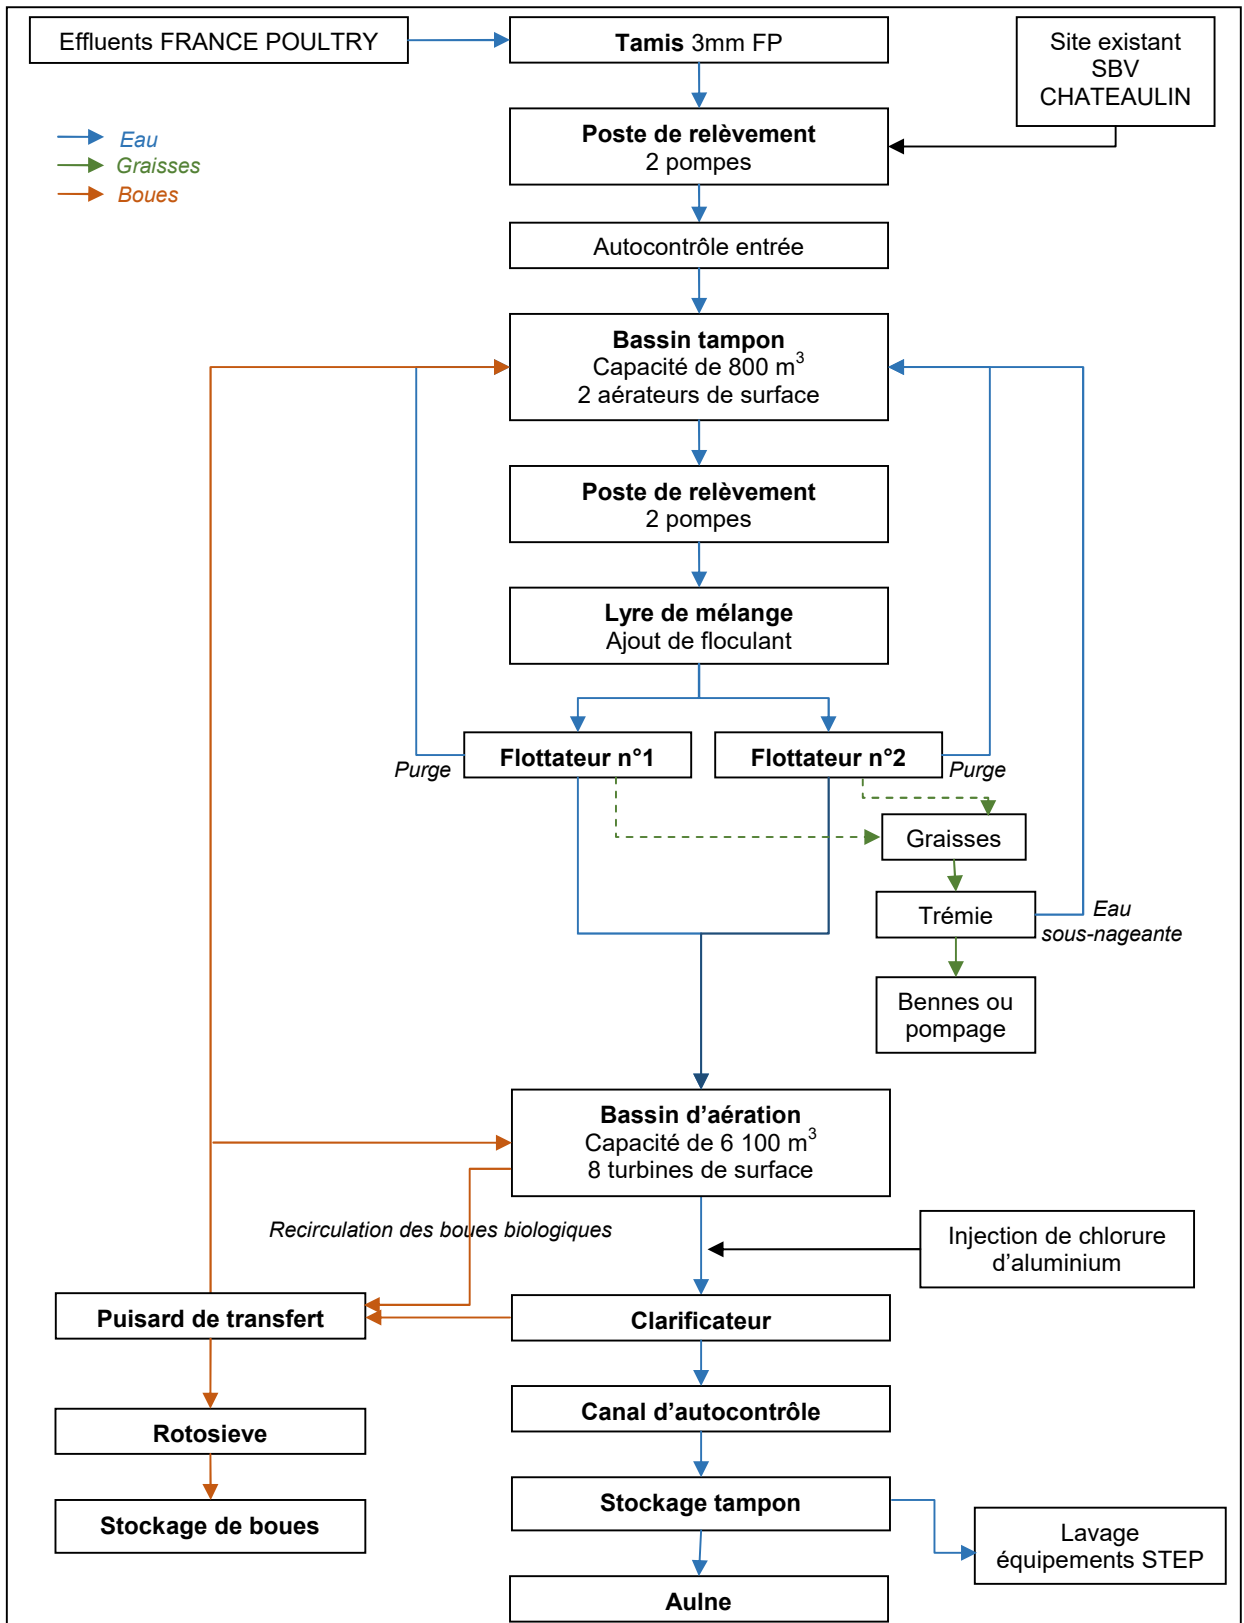 Effluents FRANCE POULTRY
Tamis 3mm FP
Site existant
SBV
CHATEAULIN
Eau
Graisses
Boues
Poste de relèvement
2 pompes
Autocontrôle entrée
Bassin tampon
Capacité de 800 m³
2 aérateurs de surface
Poste de relèvement
2 pompes
Lyre de mélange
Ajout de floculant
Flottateur n°1
Flottateur n°2
Purge
Purge
Graisses
Trémie
Eau
sous-nageante
Bennes ou
pompage
Bassin d’aération
Capacité de 6 100 m³
8 turbines de surface
Recirculation des boues biologiques
Injection de chlorure
d’aluminium
Puisard de transfert
Clarificateur
Rotosieve
Canal d’autocontrôle
Stockage de boues
Stockage tampon
Lavage
équipements STEP
Aulne